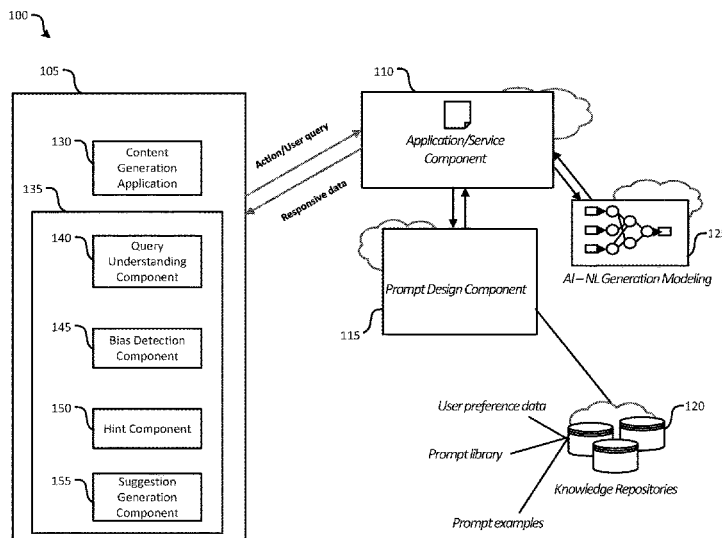 100
105
110
130
Content
Generation
Application
Action/User query
Responsive data
Application/Service
Component
135
140
Query
Understanding
Component
12
AI – NL Generation Modeling
Prompt Design Component
115
145
Bias Detection
Component
150
Hint Component
155
Suggestion
Generation
Component
User preference data
120
Prompt library
Knowledge Repositories
Prompt examples